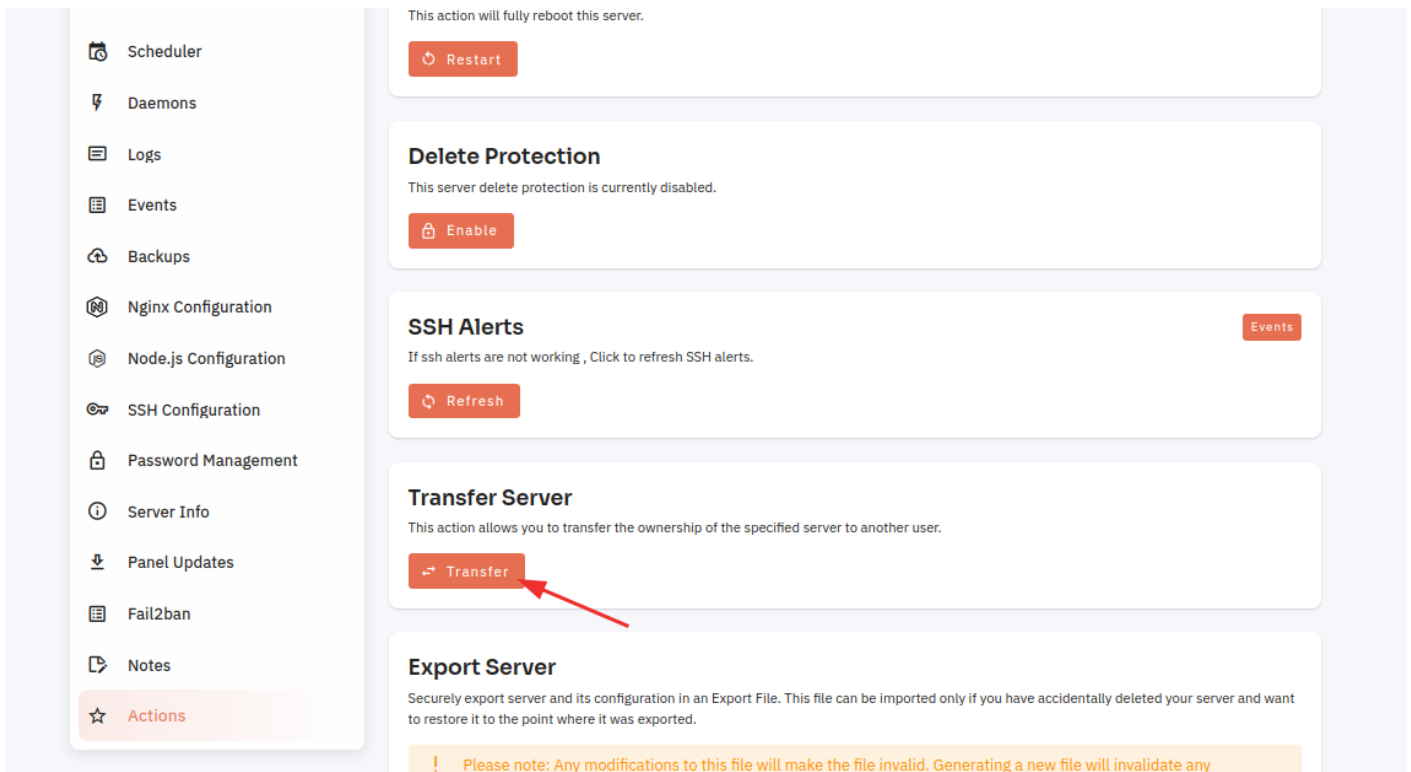 Scheduler
Daemons
Logs
Events
Backups
Nginx Configuration
Node.js Configuration
SSH Configuration
Password Management
Server Info
Panel Updates
Fail2ban
Notes
Actions
This action will fully reboot this server.
Restart
Delete Protection
This server delete protection is currently disabled.
Enable
SSH Alerts
Events
If ssh alerts are not working , Click to refresh SSH alerts.
Refresh
Transfer Server
This action allows you to transfer the ownership of the specified server to another user.
Transfer
Export Server
Securely export server and its configuration in an Export File. This file can be imported only if you have accidentally deleted your server and want
to restore it to the point where it was exported.
Please note: Any modifications to this file will make the file invalid. Generating a new file will invalidate any